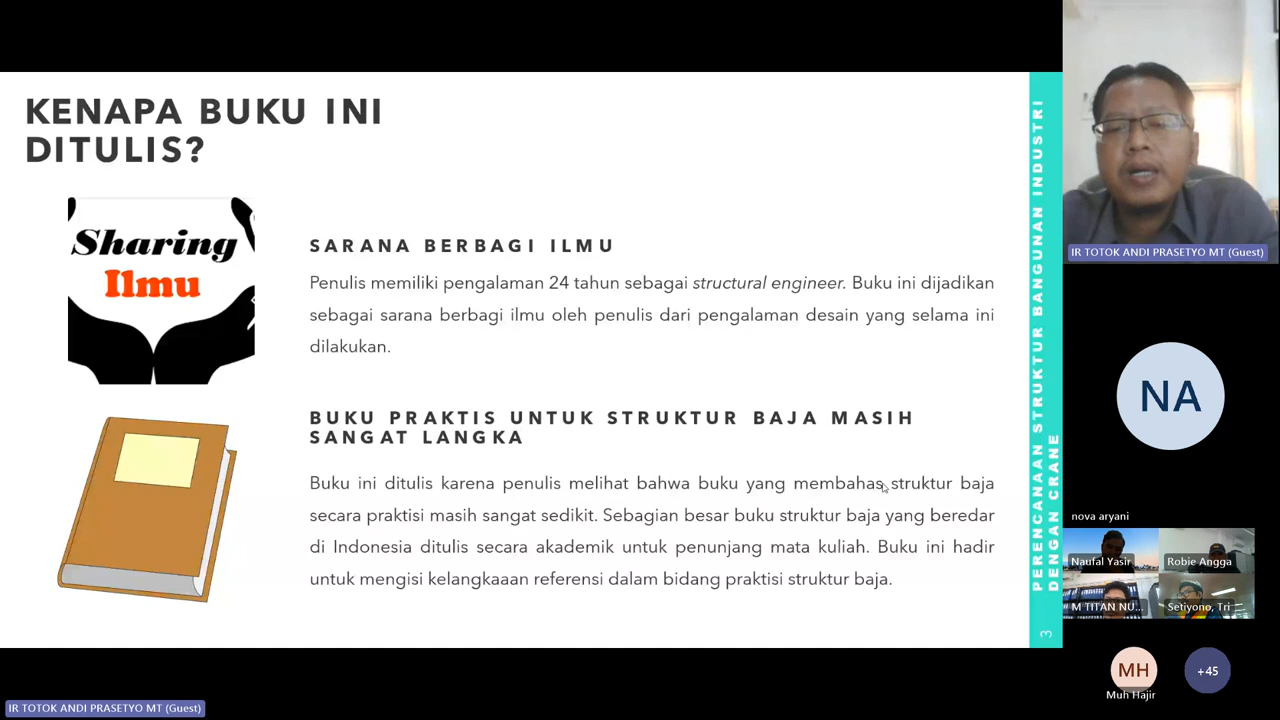 KENAPA BUKU INI
DITULIS?
Sharing
Ilmu
SARANA BERBAGI ILMU
Penulis memiliki pengalaman 24 tahun sebagai structural engineer. Buku ini dijadikan
sebagai sarana berbagi ilmu oleh penulis dari pengalaman desain yang selama ini
dilakukan.
BUKU PRAKTIS UNTUK STRUKTUR BAJA MASIH
SANGAT LANGKA
Buku ini ditulis karena penulis melihat bahwa buku yang membahas struktur baja
secara praktisi masih sangat sedikit. Sebagian besar buku struktur baja yang beredar
di Indonesia ditulis secara akademik untuk penunjang mata kuliah. Buku ini hadir
untuk mengisi kelangkaaan referensi dalam bidang praktisi struktur baja.
PERENCANAAN STRUKTUR BANGUNAN INDUSTRI
DENGAN CRANE
3
IR TOTOK ANDI PRASETYO MT (Guest)
NA
nova aryani
Naufal Yasir
Robie Angga
M TITAN NU...
Setiyono, Tri
MH
Muh Hajir
+45
IR TOTOK ANDI PRASETYO MT (Guest)